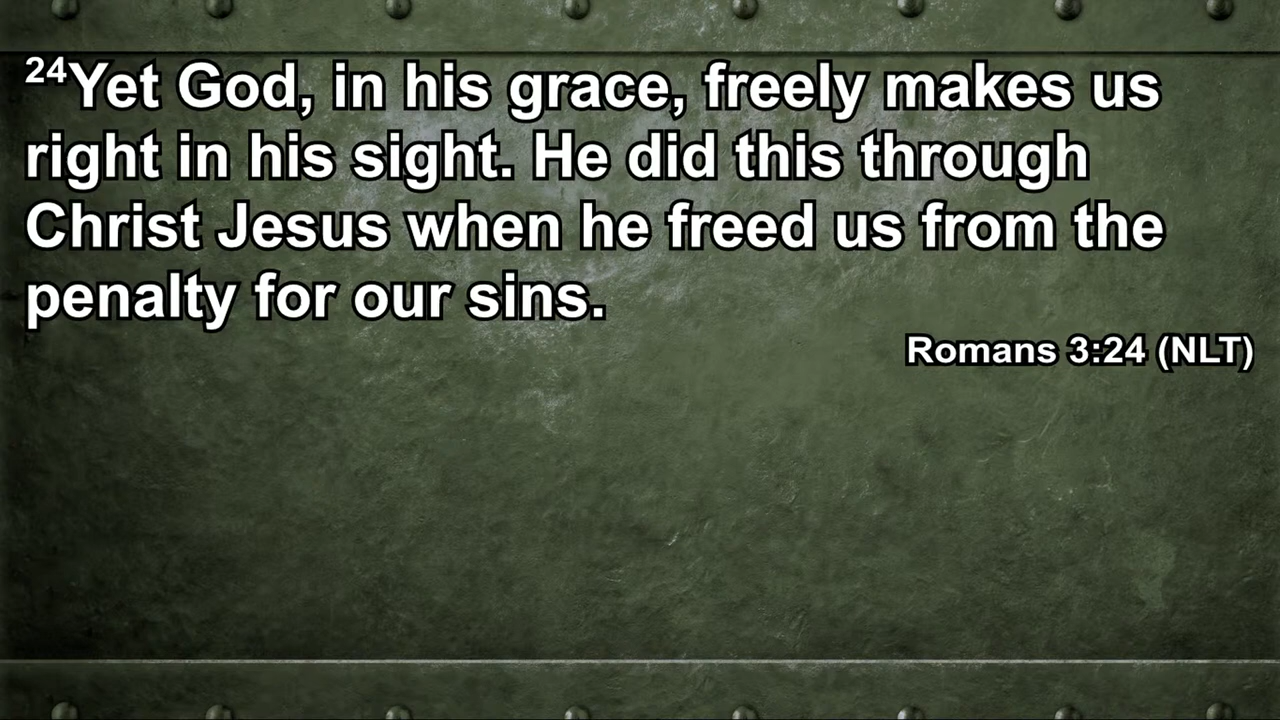 24Yet God, in his grace, freely makes us
right in his sight. He did this through
Christ Jesus when he freed us from the
penalty for our sins.
Romans 3:24 (NLT)